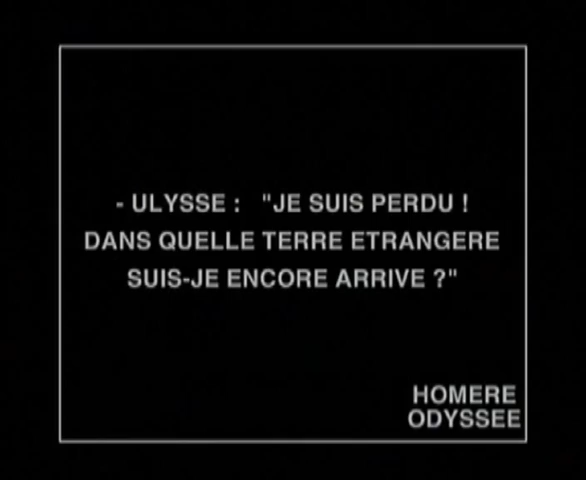 - ULYSSE : "JE SUIS PERDU !
DANS QUELLE TERRE ETRANGERE
SUIS-JE ENCORE ARRIVE ?"
HOMERE
ODYSSEE